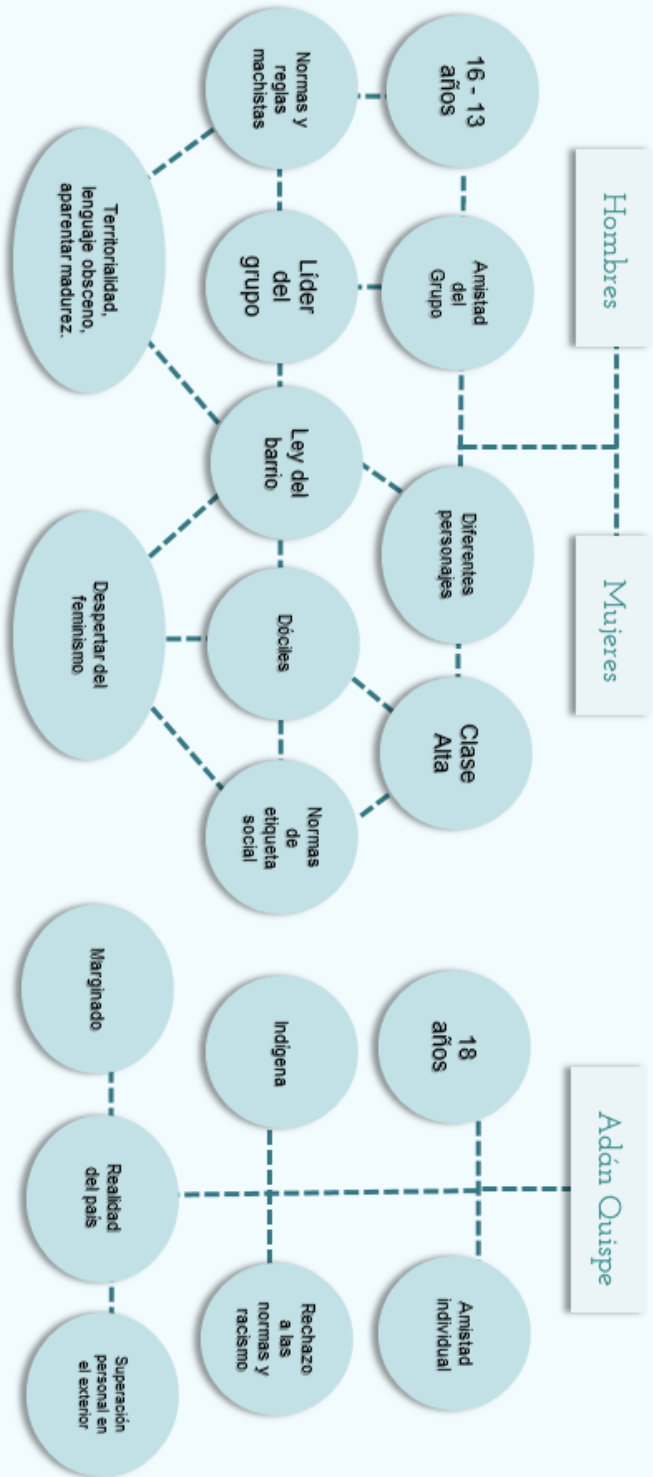 Hombres
Mujeres
Adán Quispe
16 - 13
años
Amistad
del
Grupo
Diferentes
personajes
Clase
Alta
18
años
Amistad
individual
Normas y
reglas
machistas
Líder
del
grupo
Ley del
barrio
Dóciles
Normas
de
etiqueta
social
Indígena
Rechazo
a las
normas y
racismo
Territorialidad,
lenguaje obsceno,
aparentar madurez.
Despertar del
feminismo
Marginado
Realidad
del país
Superación
personal en
el exterior